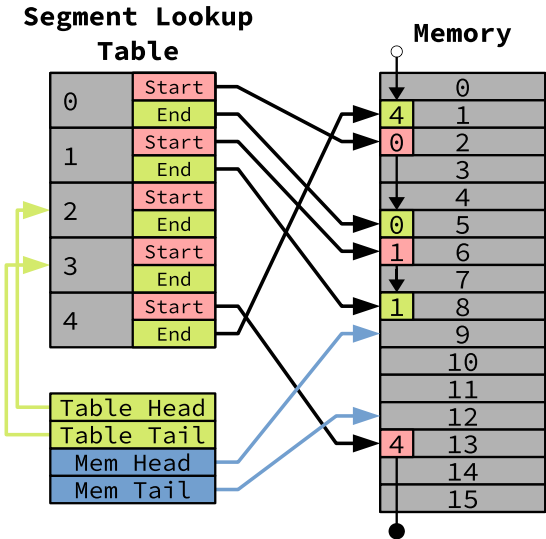 Segment Lookup
Table
Memory
0
Start
End
1
Start
End
2
Start
End
3
Start
End
4
Start
End
Table Head
Table Tail
Mem Head
Mem Tail
0
4 1
0 2
3
4
0 5
1 6
7
1 8
9
10
11
12
4 13
14
15